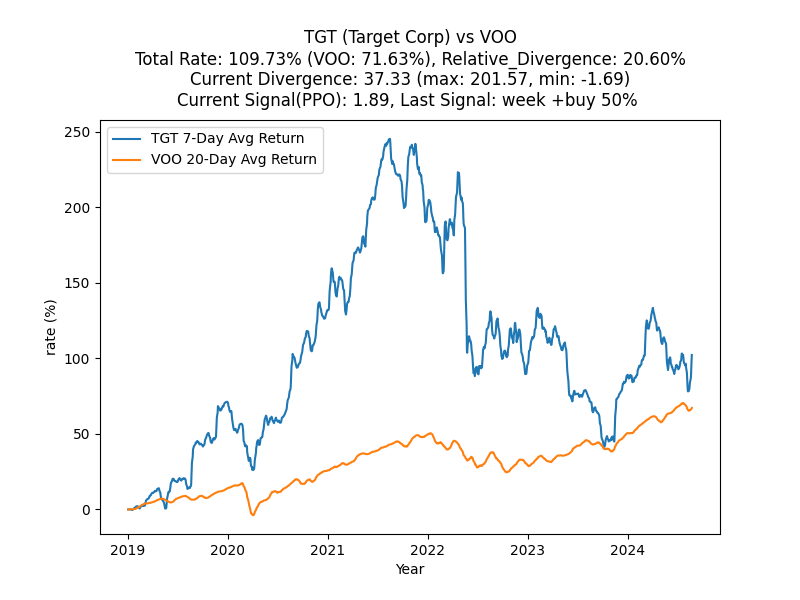 TGT (Target Corp) vs VOO
Total Rate: 109.73% (VOO: 71.63%), Relative_Divergence: 20.60%
Current Divergence: 37.33 (max: 201.57, min: -1.69)
Current Signal(PPO): 1.89, Last Signal: week +buy 50%
TGT 7-Day Avg Return
VOO 20-Day Avg Return
250
200
150
100
50
0
rate (%)
2019 2020 2021 2022 2023 2024
Year